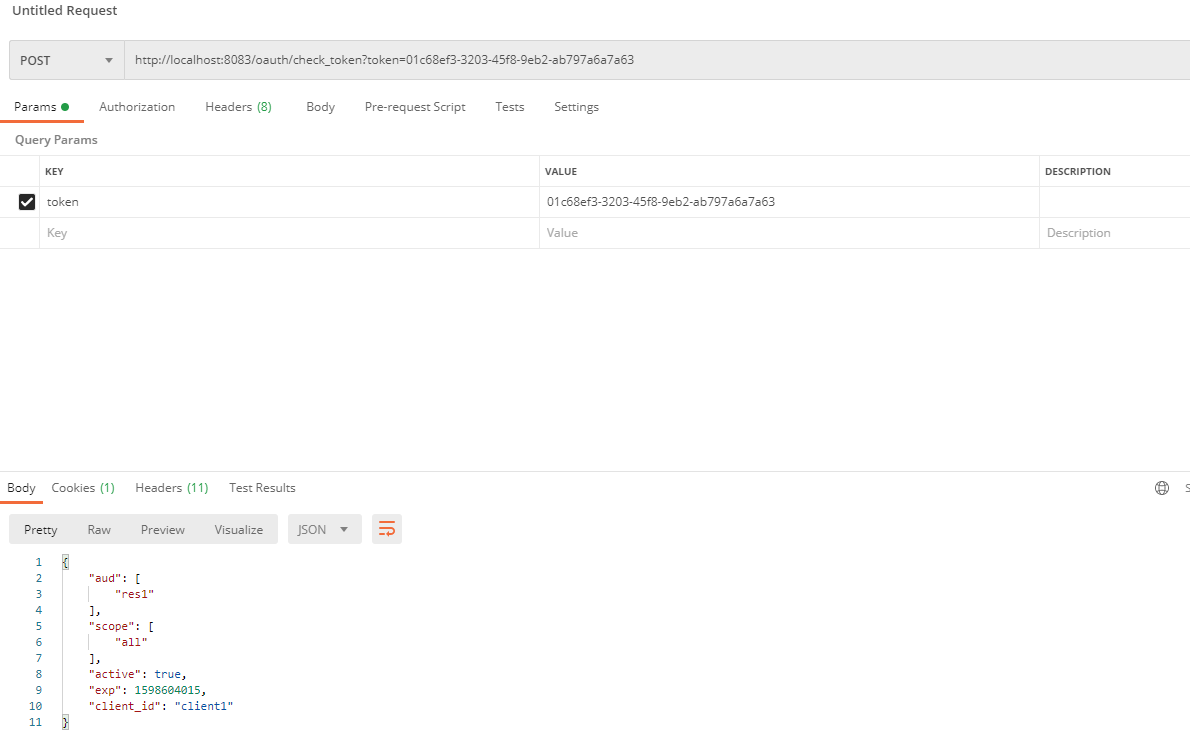 Untitled Request
POST http://localhost:8083/oauth/check_token?token=01c68ef3-3203-45f8-9eb2-ab797a6a7a63
Params Authorization Headers (8) Body Pre-request Script Tests Settings
Query Params
KEY VALUE DESCRIPTION
token 01c68ef3-3203-45f8-9eb2-ab797a6a7a63
Key Value Description
Body Cookies (1) Headers (11) Test Results S
Pretty Raw Preview Visualize JSON
1 {
2 "aud": [
3 "res1"
4 ],
5 "scope": [
6 "all"
7 ],
8 "active": true,
9 "exp": 1598604015,
10 "client_id": "client1"
11 }